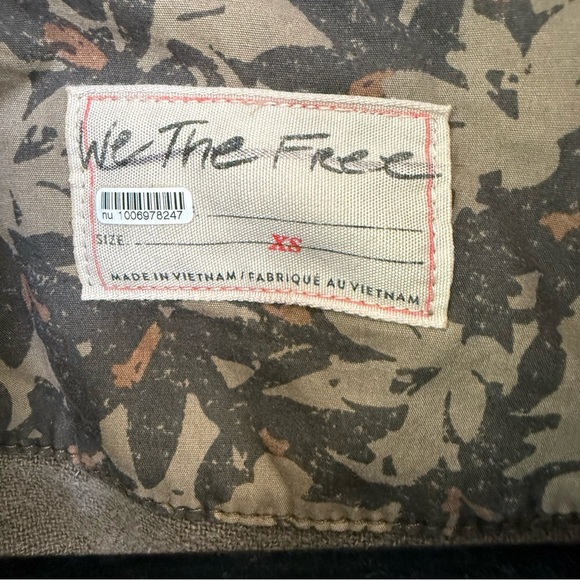 We The Free
nu 1006978247
SIZE XS
MADE IN VIETNAM / FABRIQUÉ AU VIETNAM